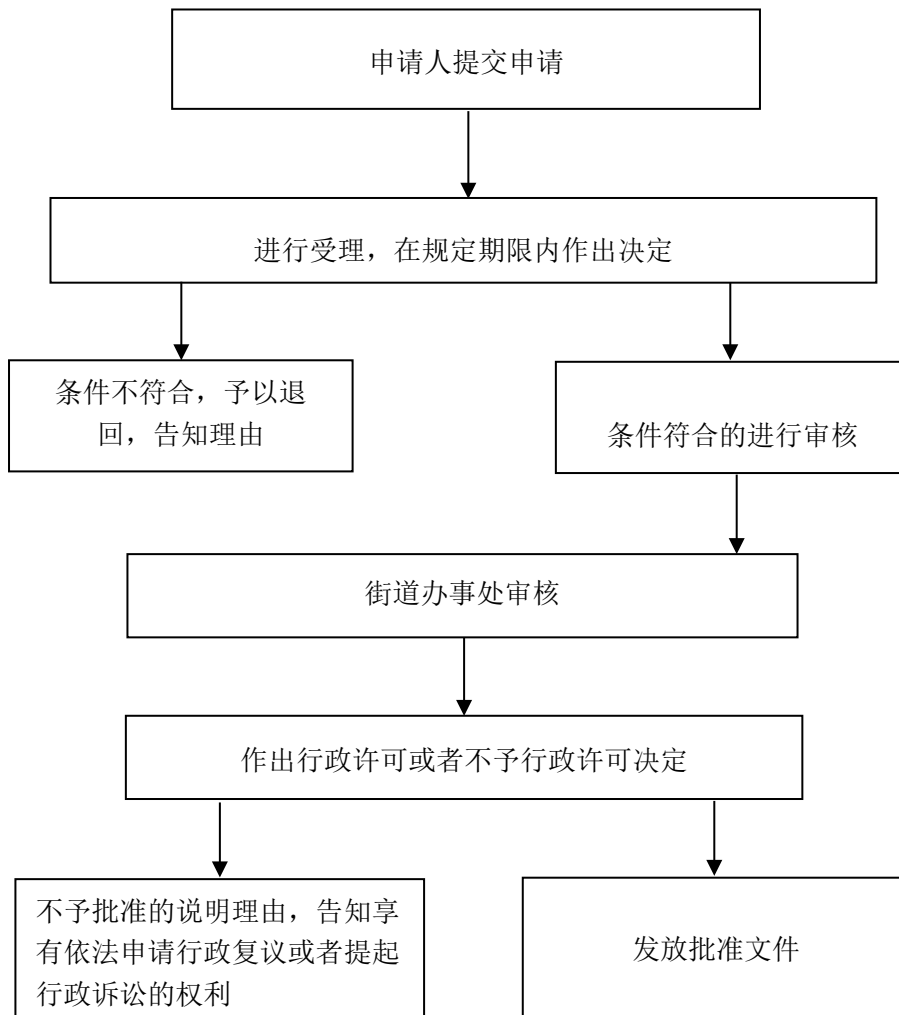 申请人提交申请
进行受理，在规定期限内作出决定
条件不符合，予以退
回，告知理由
条件符合的进行审核
街道办事处审核
作出行政许可或者不予行政许可决定
不予批准的说明理由，告知享
有依法申请行政复议或者提起
行政诉讼的权利
发放批准文件